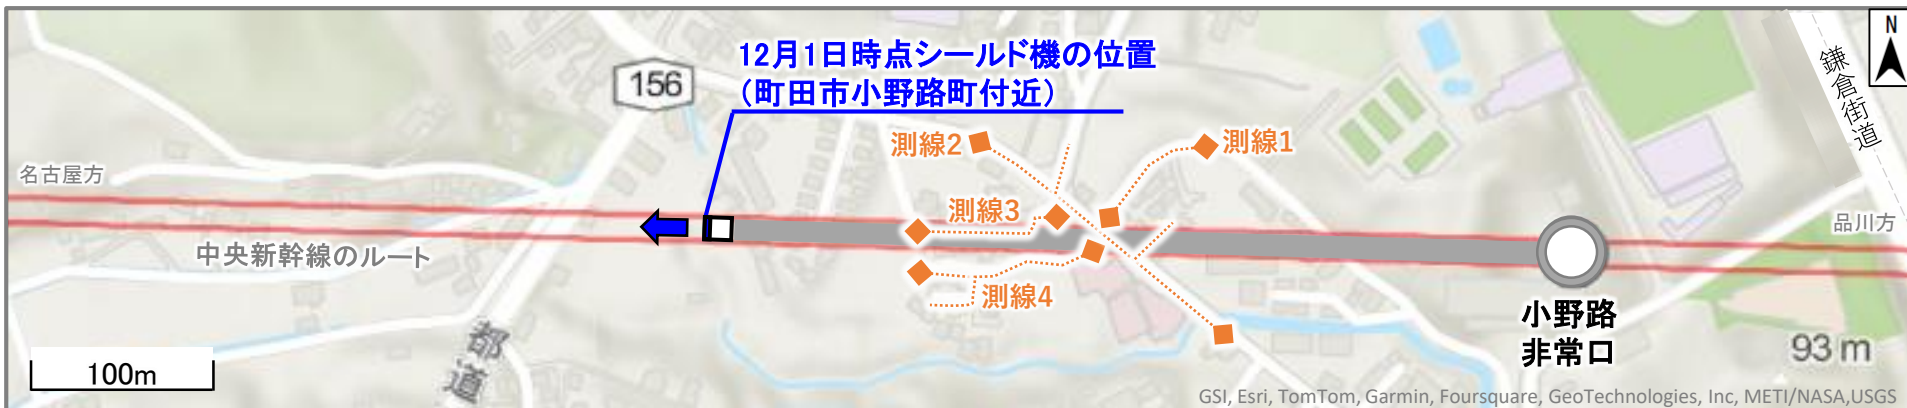 12月1日時点シールド機の位置
(町田市小野路町付近)
156
N
鎌倉街道
測線2
測線1
名古屋方
測線3
品川方
中央新幹線のルート
測線4
小野路
非常口
都道
93m
100m
GSI, Esri, TomTom, Garmin, Foursquare, GeoTechnologies, Inc, METI/NASA,USGS